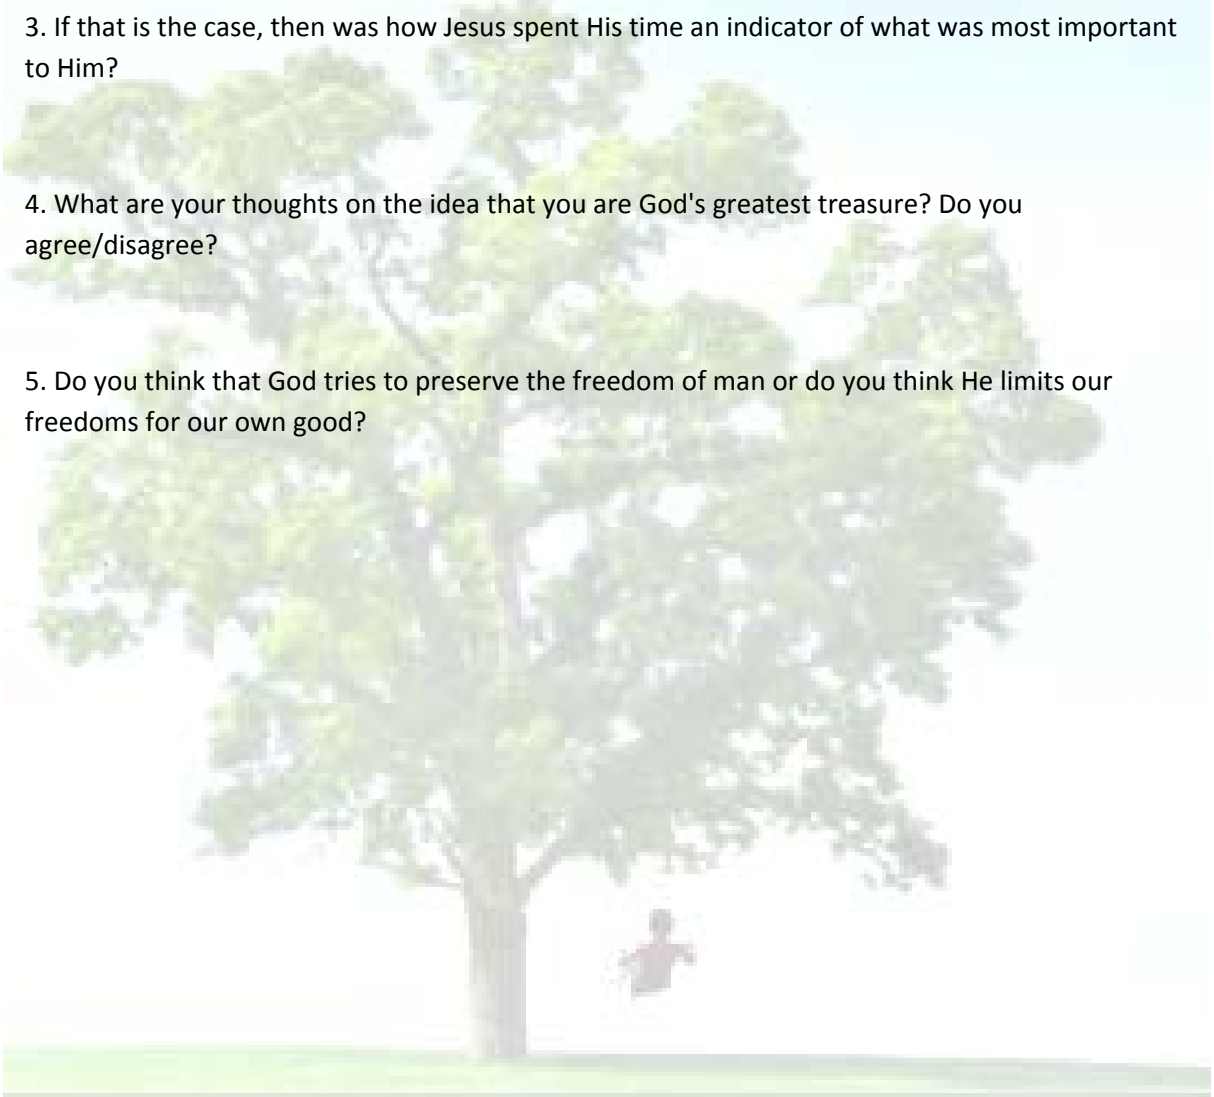 3. If that is the case, then was how Jesus spent His time an indicator of what was most important
to Him?
4. What are your thoughts on the idea that you are God's greatest treasure? Do you
agree/disagree?
5. Do you think that God tries to preserve the freedom of man or do you think He limits our
freedoms for our own good?